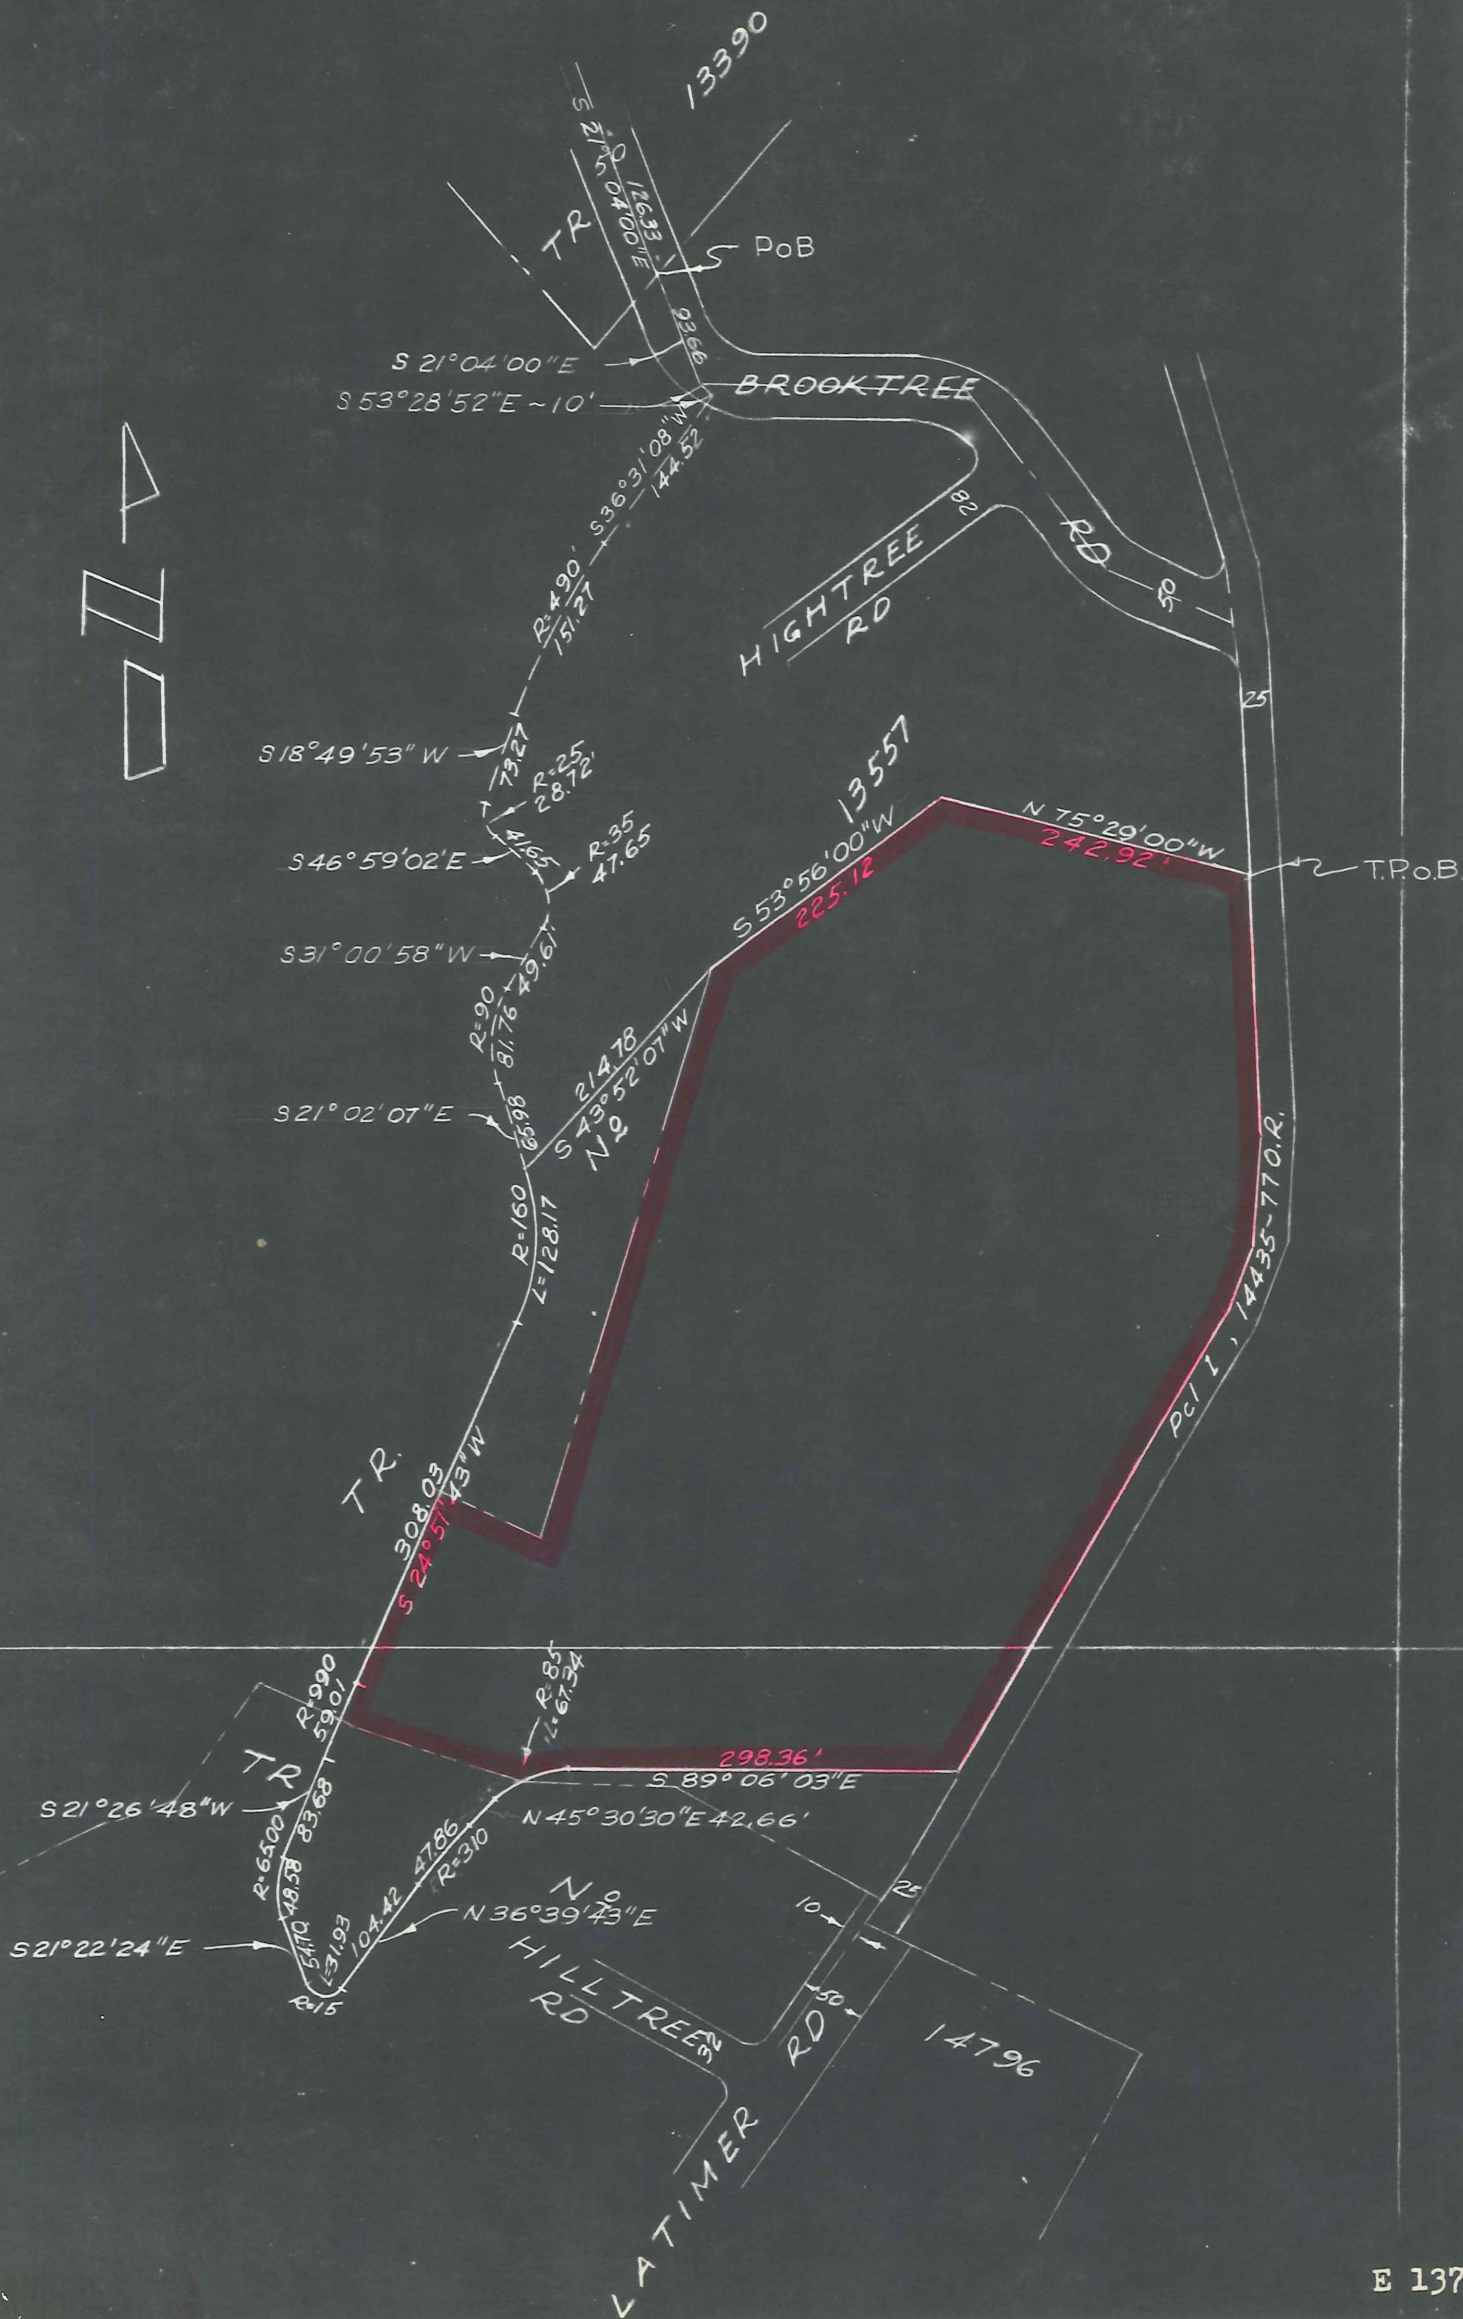 13390
S 21° 04'00"E
50
126.33
TR
PoB
93.66
S 21°04'00"E
S 53°28'52"E ~ 10'
BROOKTREE
RD
50
S 36°31'08"W
144.52
HIGHTREE
RD
82
R=490'
151.27
25
S 18°49'53"W
73.27
R=25
28.72'
13557
N 75°29'00"W
242.92'
T.P.o.B.
S 46°59'02'E
41.65
R=35
47.65
S 53°56'00"W
225.12
S 31°00'58"W
49.61'
R=90
81.76
214.78
S 43°52'07"W
Nº
S 21°02'07"E
65.98
R=160
L=128.17
Pcl 1, 14435-77 O.R.
TR.
308.03
S 24°57'43"W
R=990
59.01
R=85
L=67.34
TR
298.36'
S 89°06'03"E
S 21°26'48"W
83.68
N 45°30'30"E 42.66'
R=65.00
48.58
47.86
R=310
Nº
N 36°39'43"E
104.42
25
10
S 21°22'24"E
54.70
L=31.93
R=15
HILLTREE
RD
32
50
RD
14796
LATIMER
E 137